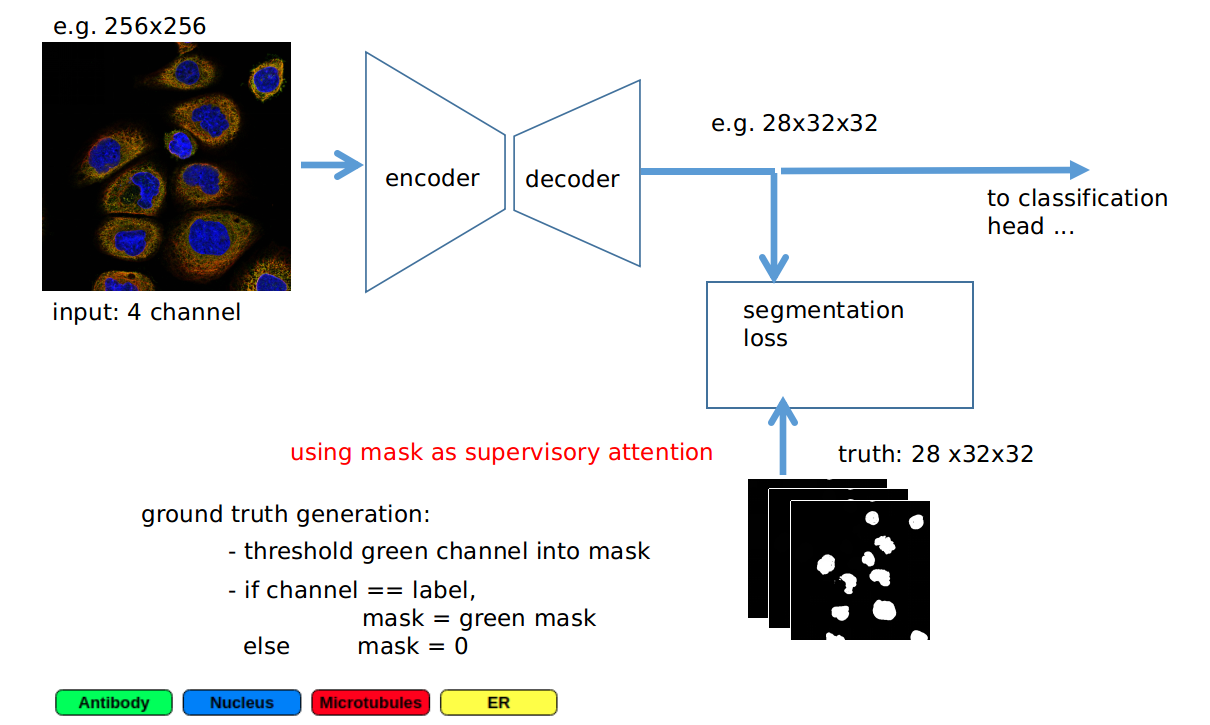 e.g. 256x256
e.g. 28x32x32
encoder
decoder
to classification
head ...
input: 4 channel
segmentation
loss
using mask as supervisory attention
truth: 28 x32x32
ground truth generation:
- threshold green channel into mask
- if channel == label,
mask = green mask
else mask = 0
Antibody Nucleus Microtubules ER